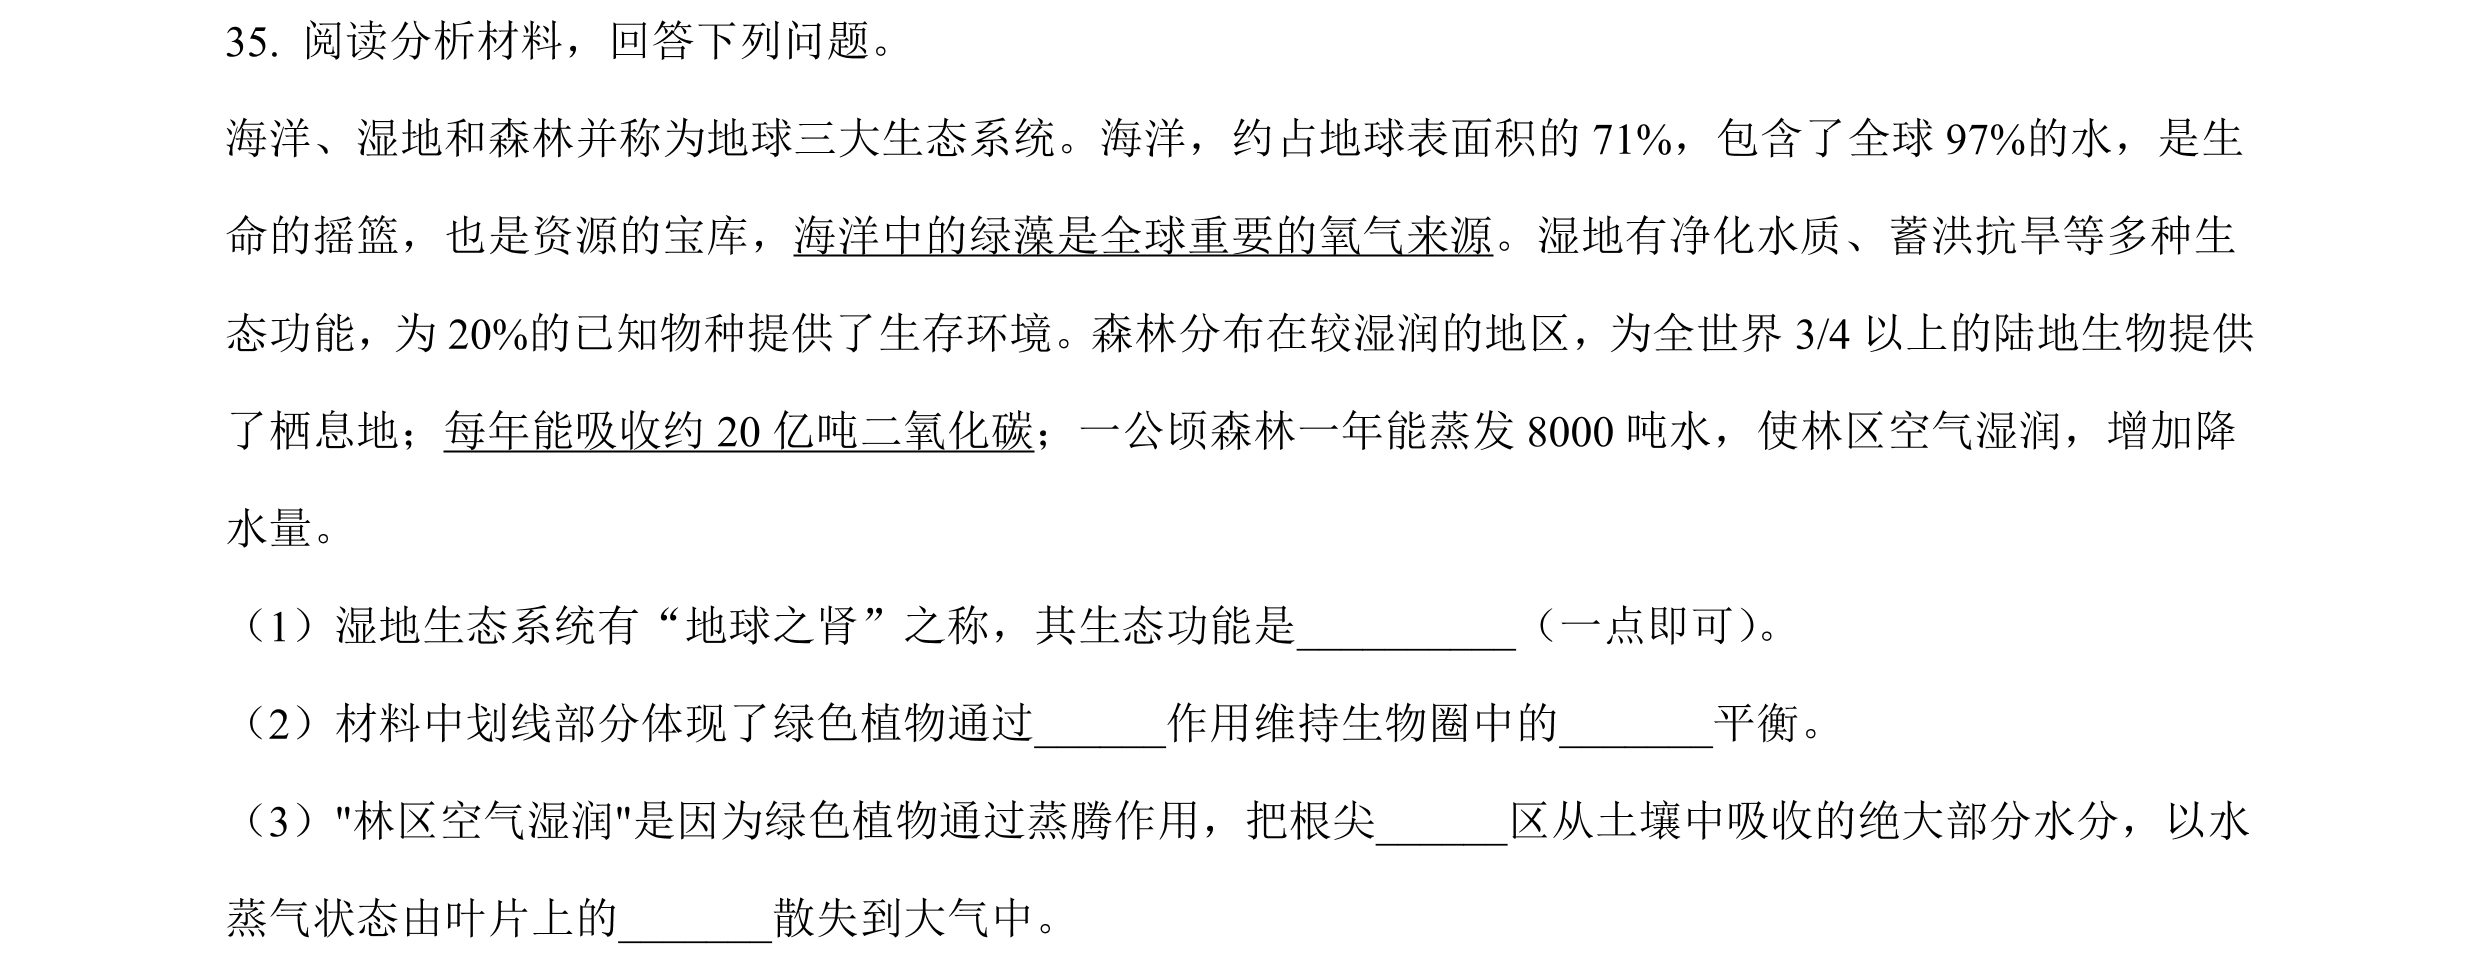 35. 阅读分析材料，回答下列问题。
海洋、湿地和森林并称为地球三大生态系统。海洋，约占地球表面积的 71%，包含了全球 97%的水，是生
命的摇篮，也是资源的宝库，海洋中的绿藻是全球重要的氧气来源。湿地有净化水质、蓄洪抗旱等多种生
态功能，为 20%的已知物种提供了生存环境。森林分布在较湿润的地区，为全世界 3/4 以上的陆地生物提供
了栖息地；每年能吸收约 20 亿吨二氧化碳；一公顷森林一年能蒸发 8000 吨水，使林区空气湿润，增加降
水量。
（1）湿地生态系统有“地球之肾”之称，其生态功能是__________（一点即可）。
（2）材料中划线部分体现了绿色植物通过______作用维持生物圈中的_______平衡。
（3）"林区空气湿润"是因为绿色植物通过蒸腾作用，把根尖______区从土壤中吸收的绝大部分水分，以水
蒸气状态由叶片上的_______散失到大气中。